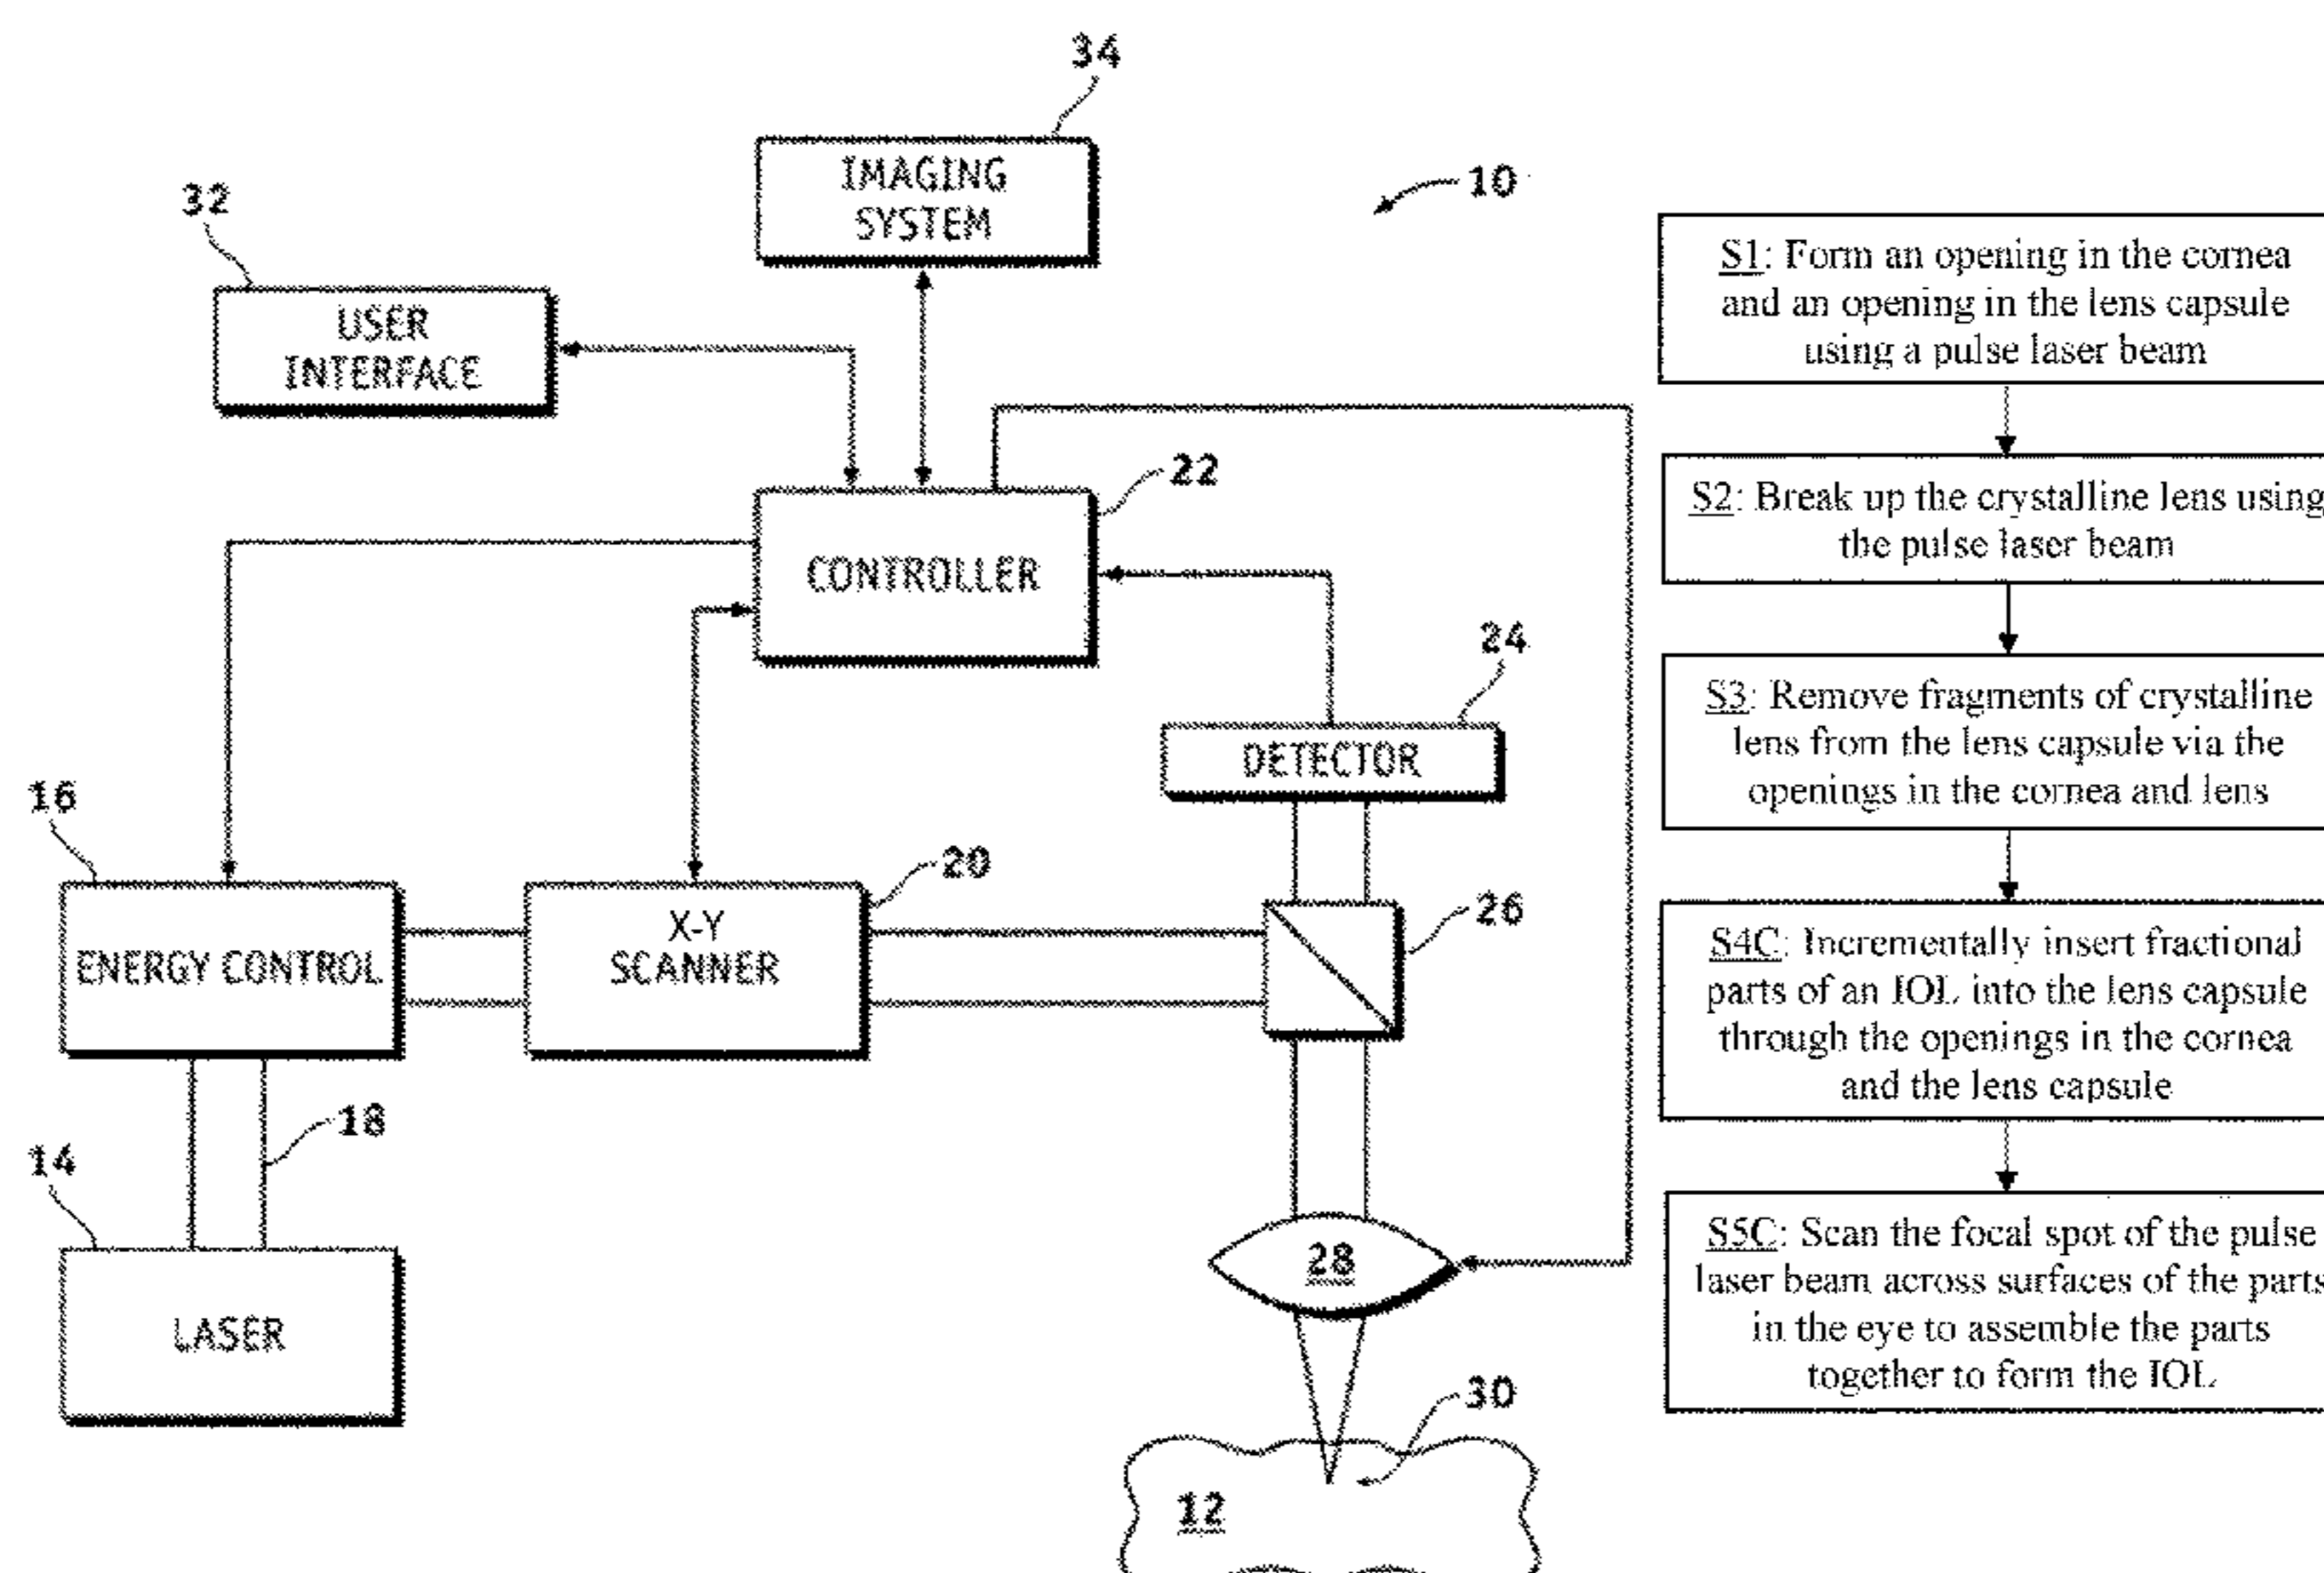 34
IMAGING
SYSTEM
10
32
USER
INTERFACE
22
CONTROLLER
24
DETECTOR
16
ENERGY CONTROL
20
X-Y
SCANNER
26
18
14
LASER
28
30
12
S1: Form an opening in the cornea
and an opening in the lens capsule
using a pulse laser beam
S2: Break up the crystalline lens using
the pulse laser beam
S3: Remove fragments of crystalline
lens from the lens capsule via the
openings in the cornea and lens
S4C: Incrementally insert fractional
parts of an IOL into the lens capsule
through the openings in the cornea
and the lens capsule
S5C: Scan the focal spot of the pulse
laser beam across surfaces of the parts
in the eye to assemble the parts
together to form the IOL